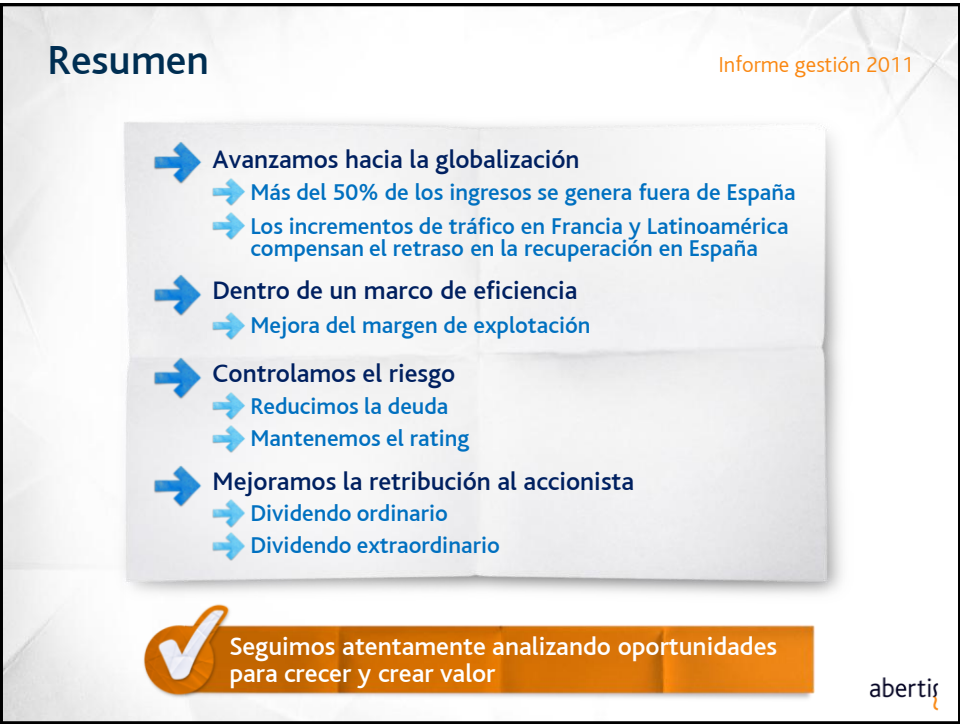 Resumen
Informe gestión 2011
Avanzamos hacia la globalización
Más del 50% de los ingresos se genera fuera de España
Los incrementos de tráfico en Francia y Latinoamérica
compensan el retraso en la recuperación en España
Dentro de un marco de eficiencia
Mejora del margen de explotación
Controlamos el riesgo
Reducimos la deuda
Mantenemos el rating
Mejoramos la retribución al accionista
Dividendo ordinario
Dividendo extraordinario
Seguimos atentamente analizando oportunidades
para crecer y crear valor
abertis